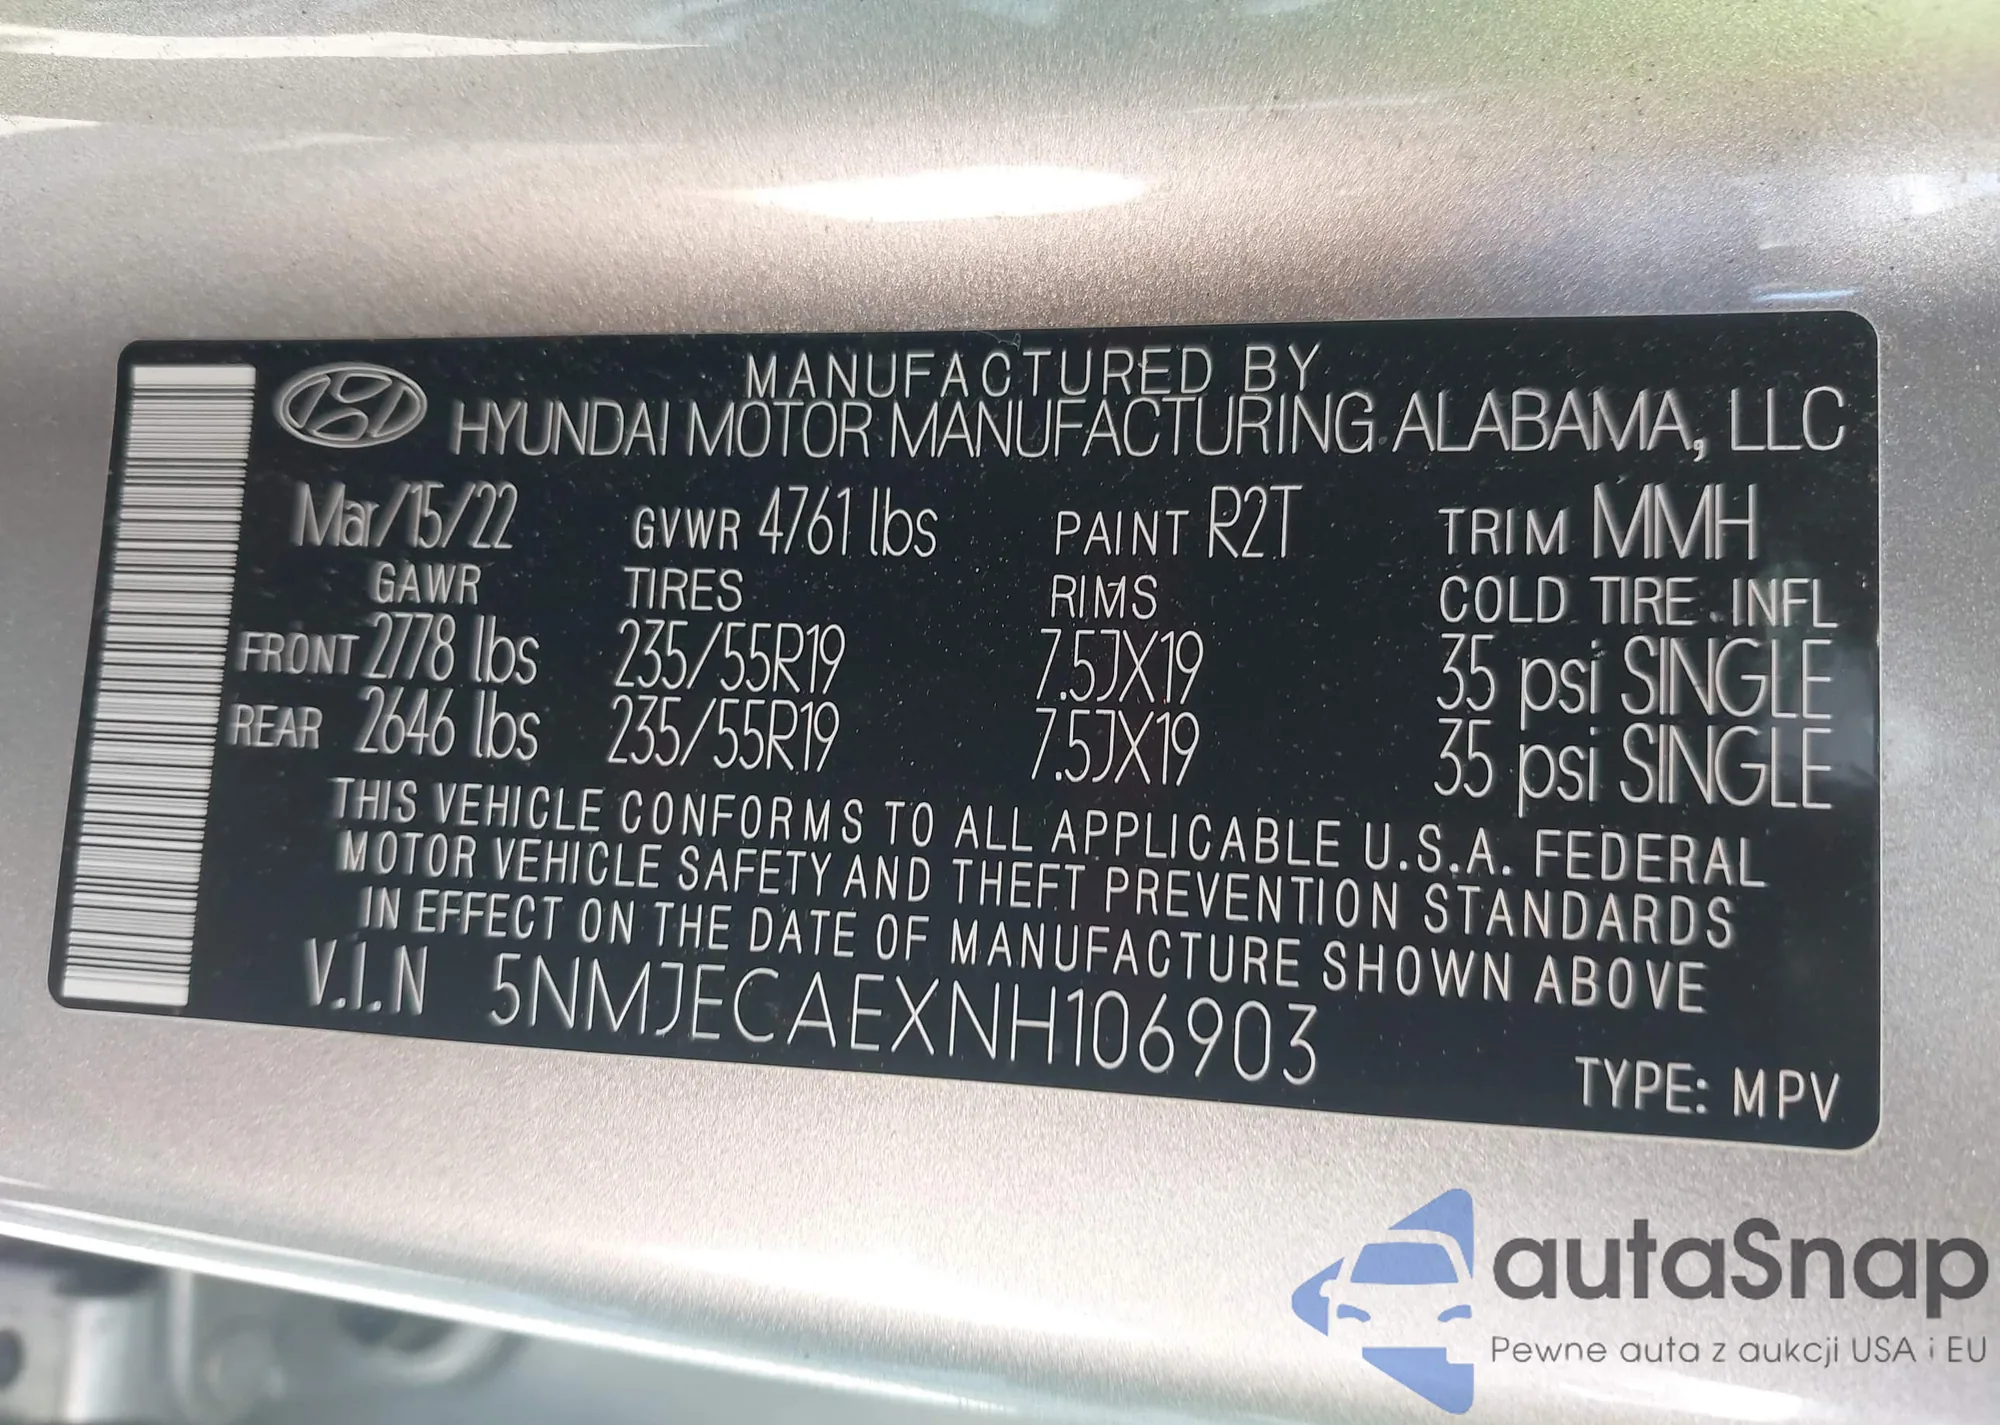 MANUFACTURED BY
HYUNDAI MOTOR MANUFACTURING ALABAMA, LLC
Mar/15/22 GVWR 4761 lbs PAINT R2T TRIM MMH
GAWR TIRES RIMS COLD TIRE INFL
FRONT 2778 lbs 235/55R19 7.5JX19 35 psi SINGLE
REAR 2646 lbs 235/55R19 7.5JX19 35 psi SINGLE
THIS VEHICLE CONFORMS TO ALL APPLICABLE U.S.A. FEDERAL
MOTOR VEHICLE SAFETY AND THEFT PREVENTION STANDARDS
IN EFFECT ON THE DATE OF MANUFACTURE SHOWN ABOVE
V.I.N 5NMJECAEXNH106903
TYPE: MPV
autaSnap
Pewne auta z aukcji USA i EU